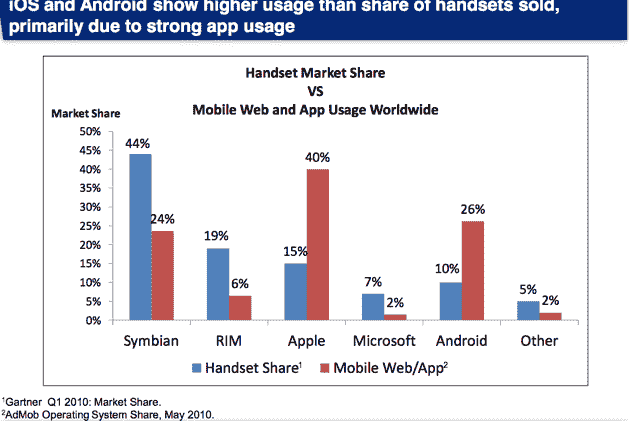 iOS and Android show higher usage than share of handsets sold,
primarily due to strong app usage
Handset Market Share
VS
Mobile Web and App Usage Worldwide
Market Share
50%
45%
40%
35%
30%
25%
20%
15%
10%
5%
0%
44%
24%
19%
6%
15%
40%
7%
2%
10%
26%
5%
2%
Symbian RIM Apple Microsoft Android Other
Handset Share¹ Mobile Web/App²
¹Gartner Q1 2010: Market Share.
²AdMob Operating System Share, May 2010.